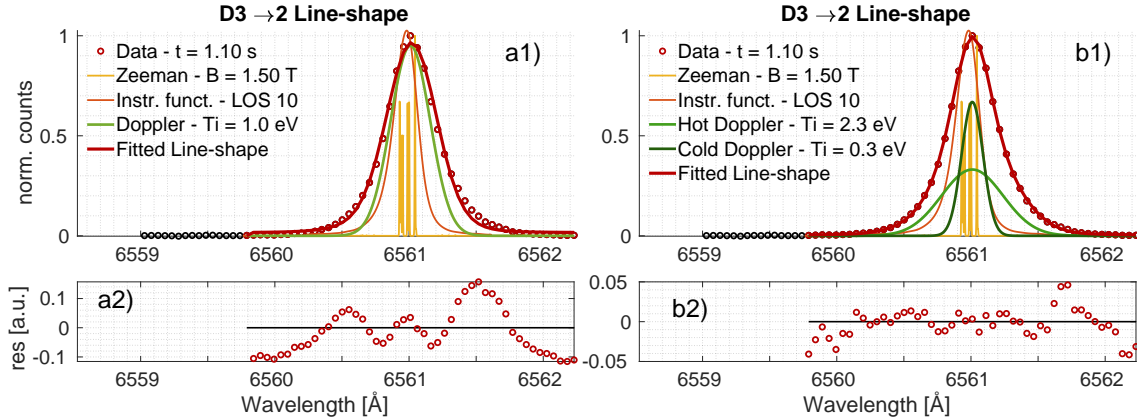 D3 →2 Line-shape
a1)
1
0.5
0
norm. counts
Data - t = 1.10 s
Zeeman - B = 1.50 T
Instr. funct. - LOS 10
Doppler - Ti = 1.0 eV
Fitted Line-shape
6559
6560
6561
6562
a2)
0.1
0
-0.1
res [a.u.]
6559
6560
6561
6562
Wavelength [Å]
D3 →2 Line-shape
b1)
1
0.5
0
Data - t = 1.10 s
Zeeman - B = 1.50 T
Instr. funct. - LOS 10
Hot Doppler - Ti = 2.3 eV
Cold Doppler - Ti = 0.3 eV
Fitted Line-shape
6559
6560
6561
6562
b2)
0.05
0
-0.05
6559
6560
6561
6562
Wavelength [Å]